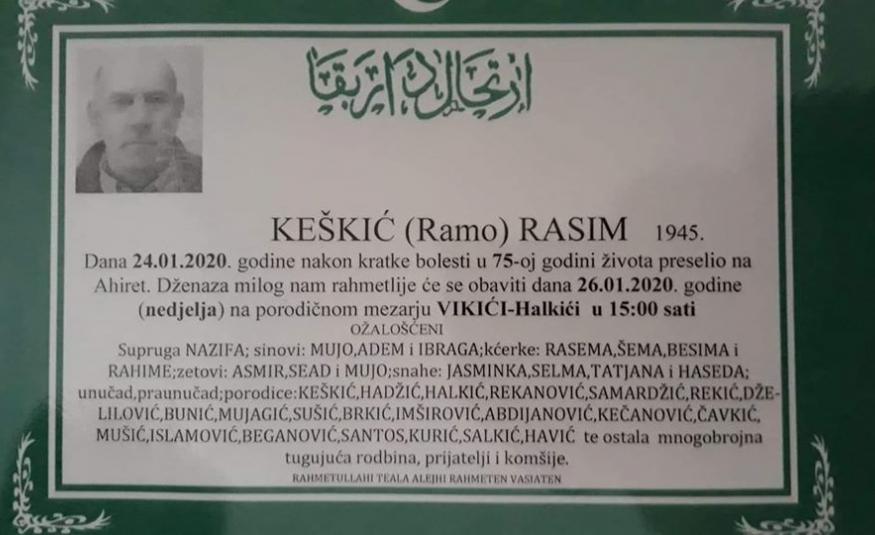 ارتحال دار بقا
KEŠKIĆ (Ramo) RASIM 1945.
Dana 24.01.2020. godine nakon kratke bolesti u 75-oj godini života preselio na
Ahiret. Dženaza milog nam rahmetlije će se obaviti dana 26.01.2020. godine
(nedjelja) na porodičnom mezarju VIKIĆI-Halkići u 15:00 sati
OŽALOŠĆENI
Supruga NAZIFA; sinovi: MUJO,ADEM i IBRAGA;kćerke: RASEMA,ŠEMA,BESIMA i
RAHIME;zetovi: ASMIR,SEAD i MUJO;snahe: JASMINKA,SELMA,TATJANA i HASEDA;
unučad,praunučad;porodice:KEŠKIĆ,HADŽIĆ,HALKIĆ,REKANOVIĆ,SAMARDŽIĆ,REKIĆ,DŽE-
LILOVIĆ,BUNIĆ,MUJAGIĆ,SUŠIĆ,BRKIĆ,IMŠIROVIĆ,ABDIJANOVIĆ,KEČANOVIĆ,ČAVKIĆ,
MUŠIĆ,ISLAMOVIĆ,BEGANOVIĆ,SANTOS,KURIĆ,SALKIĆ,HAVIĆ te ostala mnogobrojna
tugujuća rodbina, prijatelji i komšije.
RAHMETULLAHI TEALA ALEJHI RAHMETEN VASIATEN